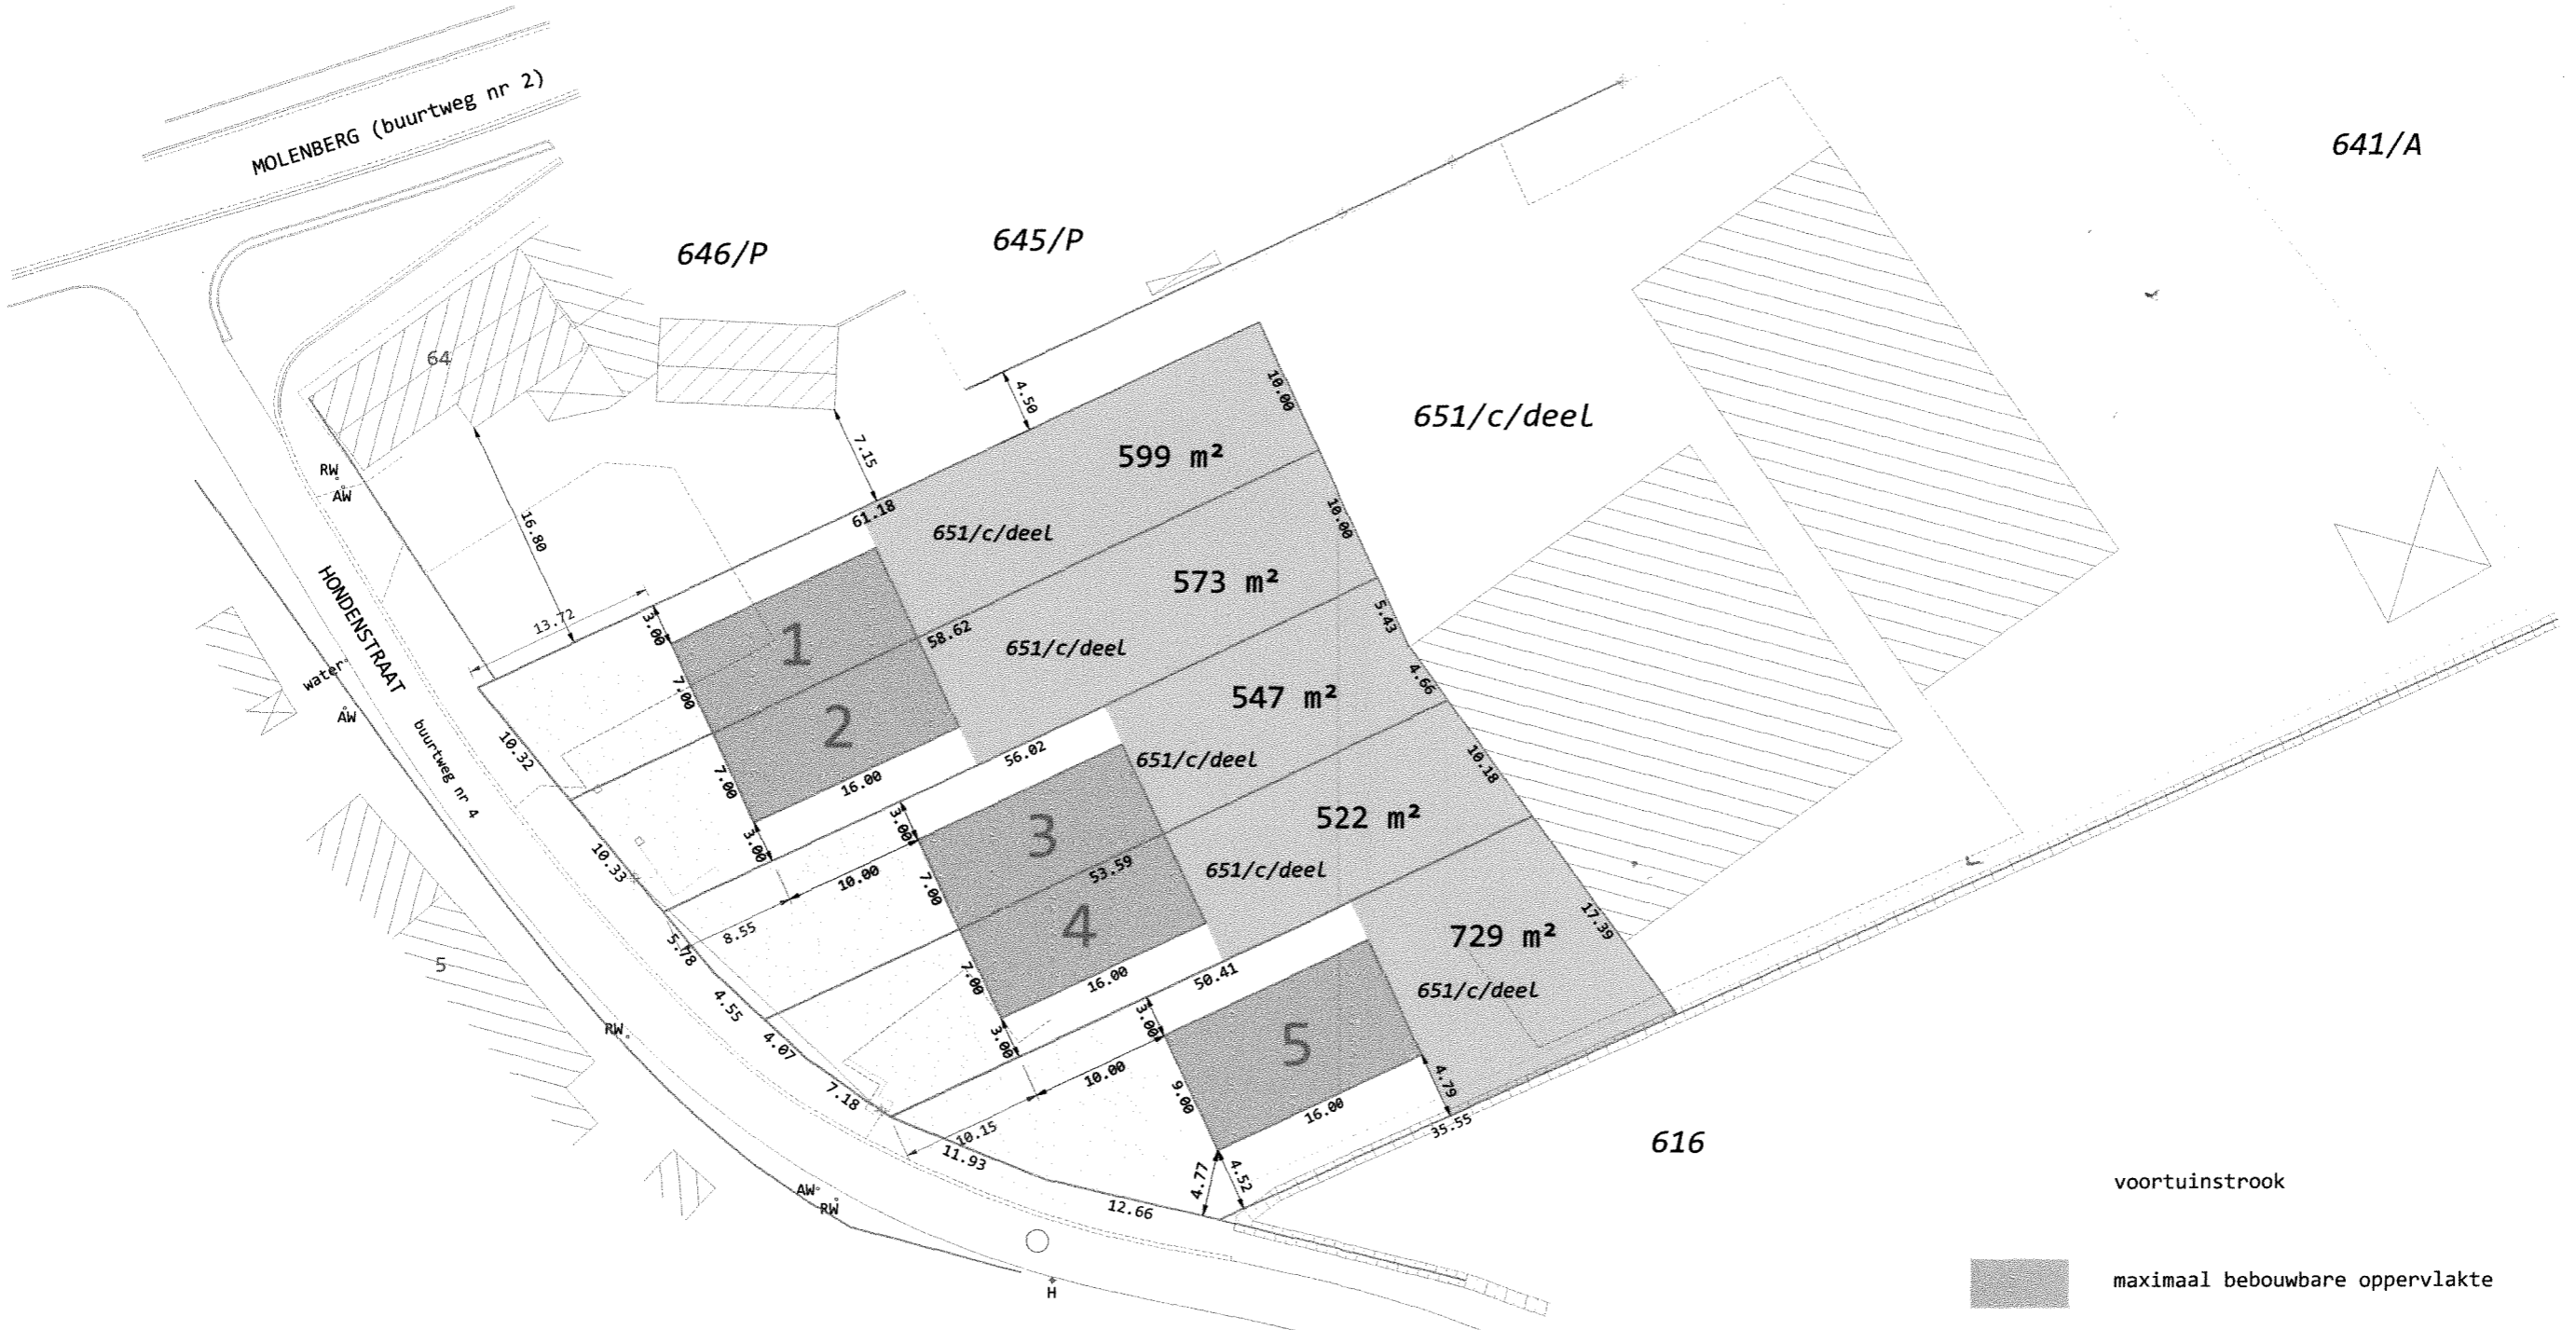 MOLENBERG (buurtweg nr 2)
641/A
646/P
645/P
64
4.50
10.00
651/c/deel
7.15
599 m²
RW
AW
61.18
651/c/deel
10.00
16.80
573 m²
HONDENSTRAAT
13.72
3.00
1
58.62
651/c/deel
5.43
water
7.00
4.66
547 m²
AW
buurtweg nr 4
2
10.32
7.00
16.00
56.02
651/c/deel
10.18
3.00
3.00
3
522 m²
10.33
10.00
7.00
53.59
651/c/deel
5
5.78
8.55
4
17.39
729 m²
4.55
7.00
16.00
50.41
651/c/deel
RW
4.07
3.00
3.00
5
7.18
10.00
9.00
4.79
10.15
16.00
35.55
11.93
616
4.77
4.52
AW
RW
12.66
H
voortuinstrook
maximaal bebouwbare oppervlakte